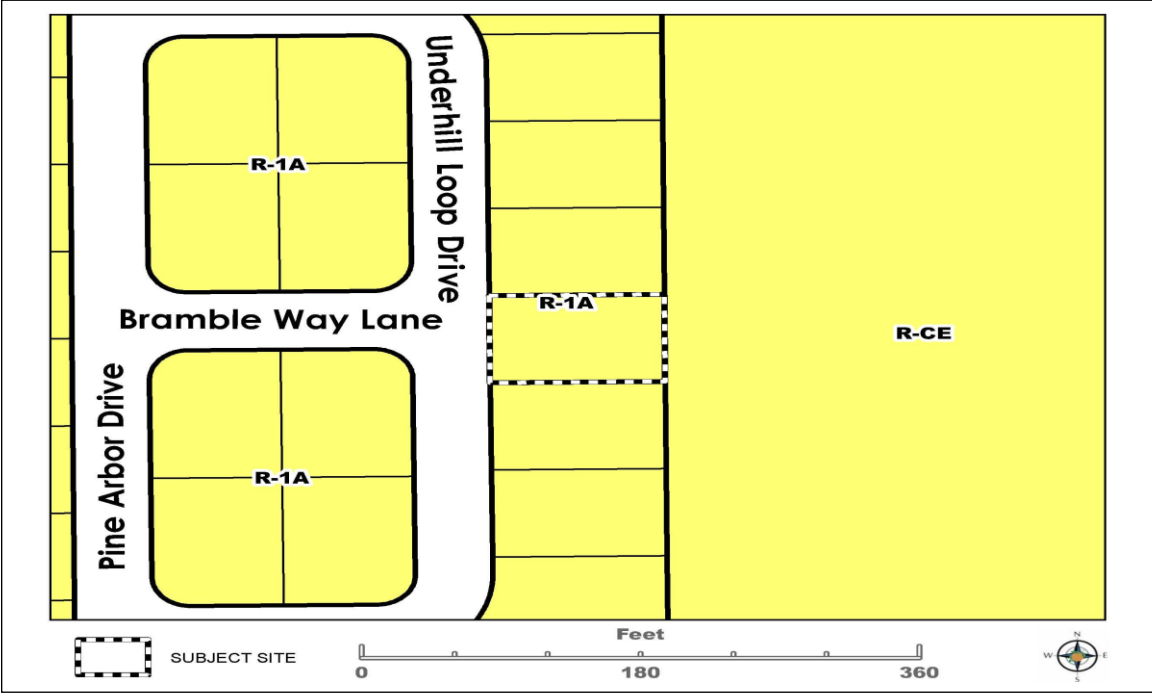 Underhill Loop Drive
R-1A
R-1A
Bramble Way Lane
R-CE
Pine Arbor Drive
R-1A
SUBJECT SITE
Feet
0
180
360
N
W
E
S